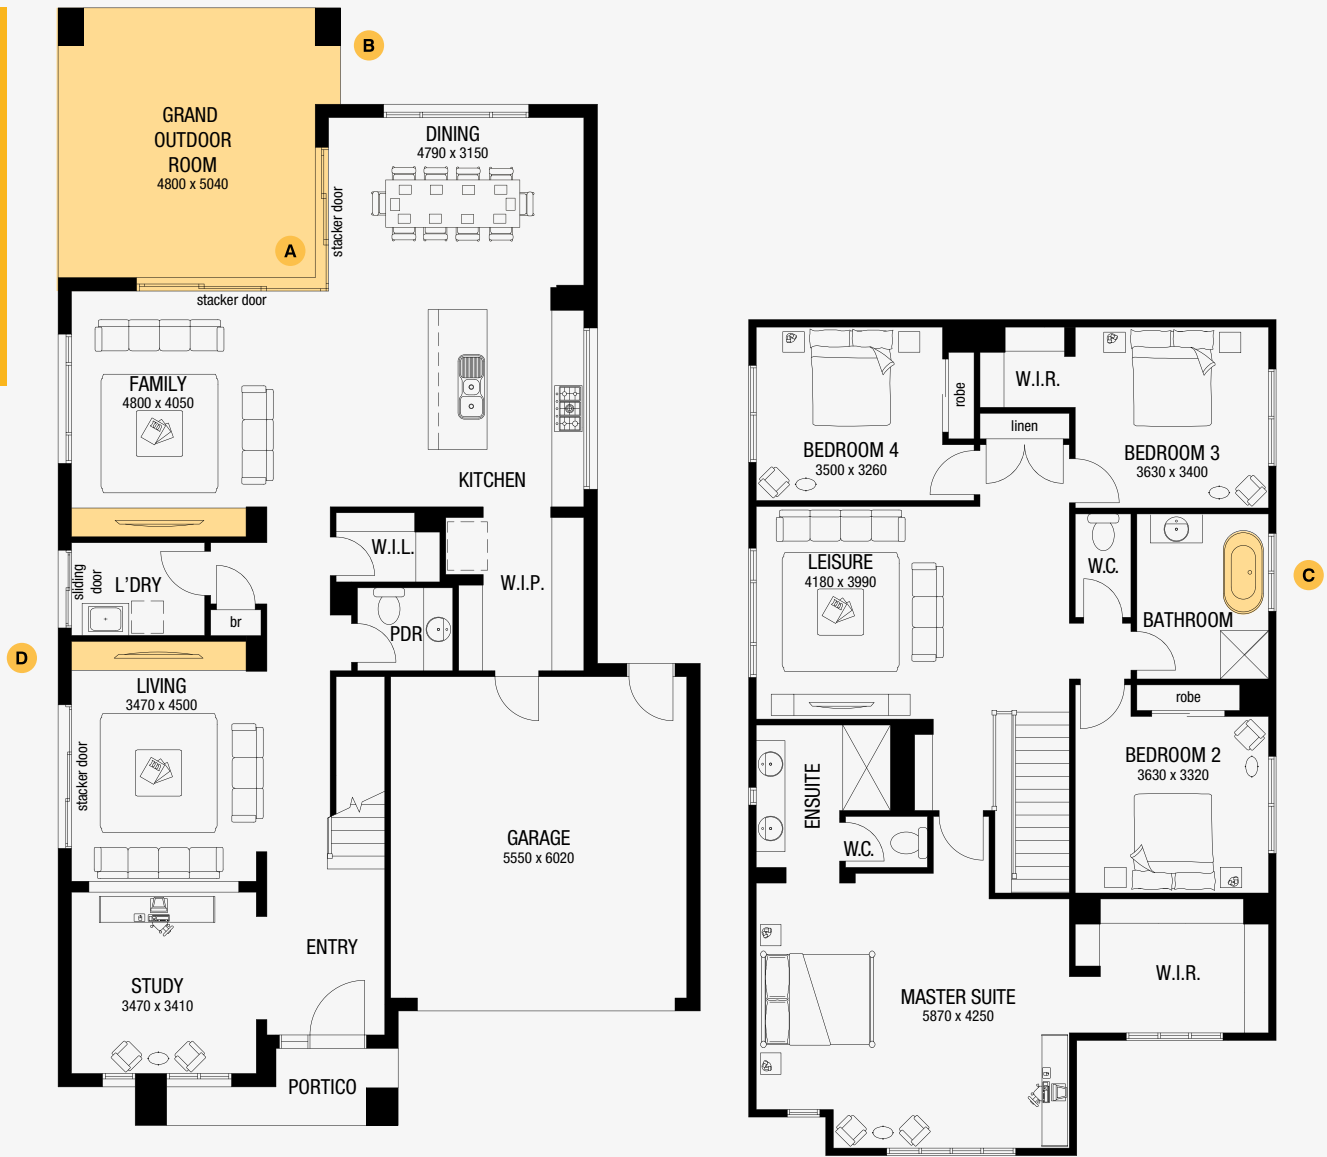 B
GRAND
OUTDOOR
ROOM
4800 x 5040
A
stacker door
stacker door
DINING
4790 x 3150
FAMILY
4800 x 4050
KITCHEN
W.I.L.
W.I.P.
sliding
door
L'DRY
br
PDR
D
LIVING
3470 x 4500
stacker door
GARAGE
5550 x 6020
ENTRY
STUDY
3470 x 3410
PORTICO
BEDROOM 4
3500 x 3260
robe
W.I.R.
linen
BEDROOM 3
3630 x 3400
LEISURE
4180 x 3990
W.C.
C
BATHROOM
robe
BEDROOM 2
3630 x 3320
ENSUITE
W.C.
MASTER SUITE
5870 x 4250
W.I.R.